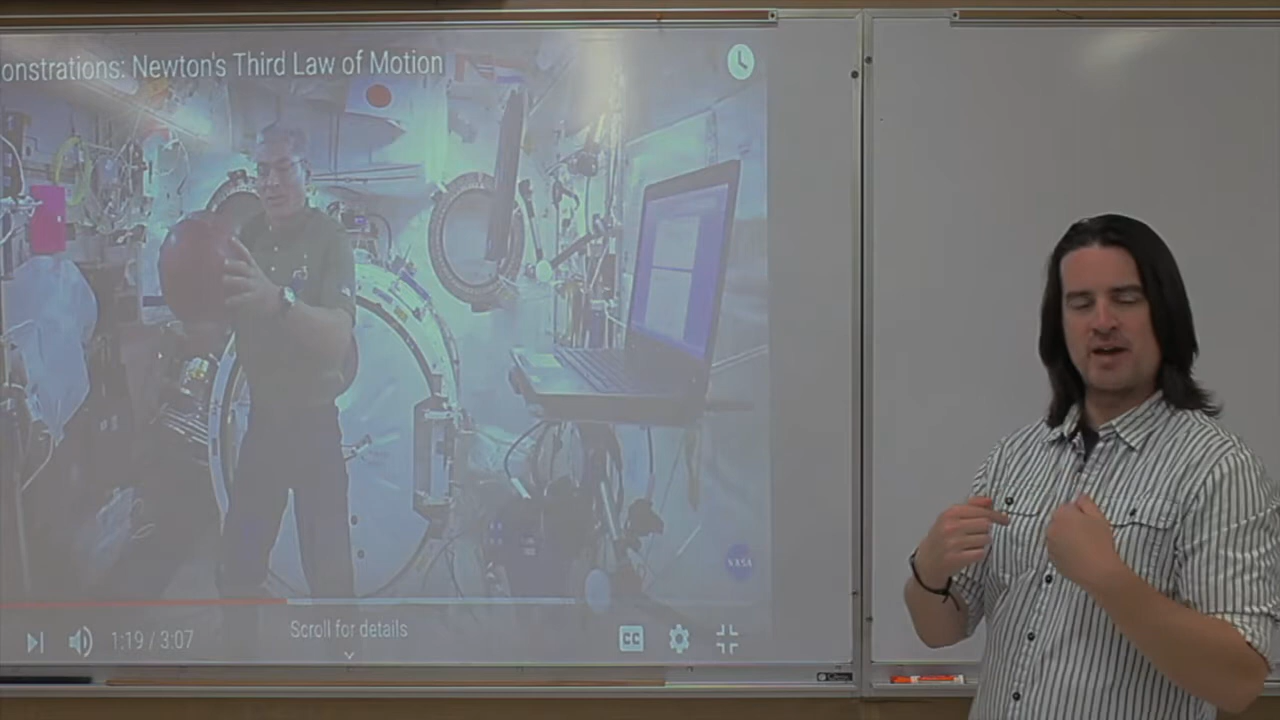 onstrations: Newton's Third Law of Motion
NASA
1:19 / 3:07
Scroll for details
CC